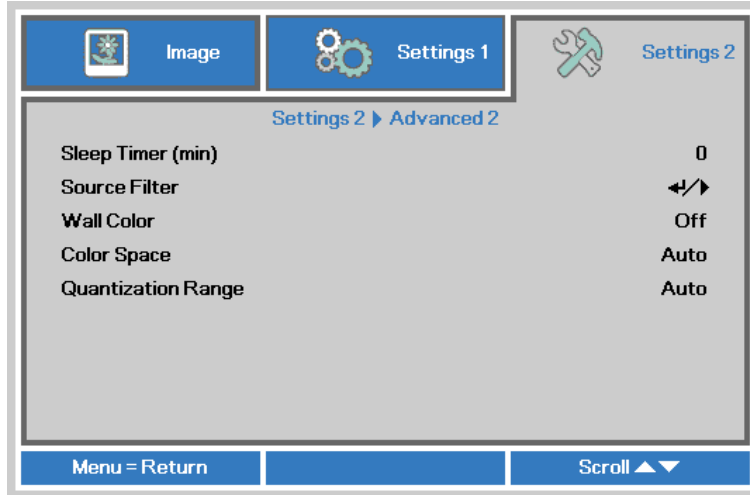 Image Settings 1 Settings 2
Settings 2 ▶ Advanced 2
Sleep Timer (min) 0
Source Filter ↵/▶
Wall Color Off
Color Space Auto
Quantization Range Auto
Menu = Return Scroll ▲▼